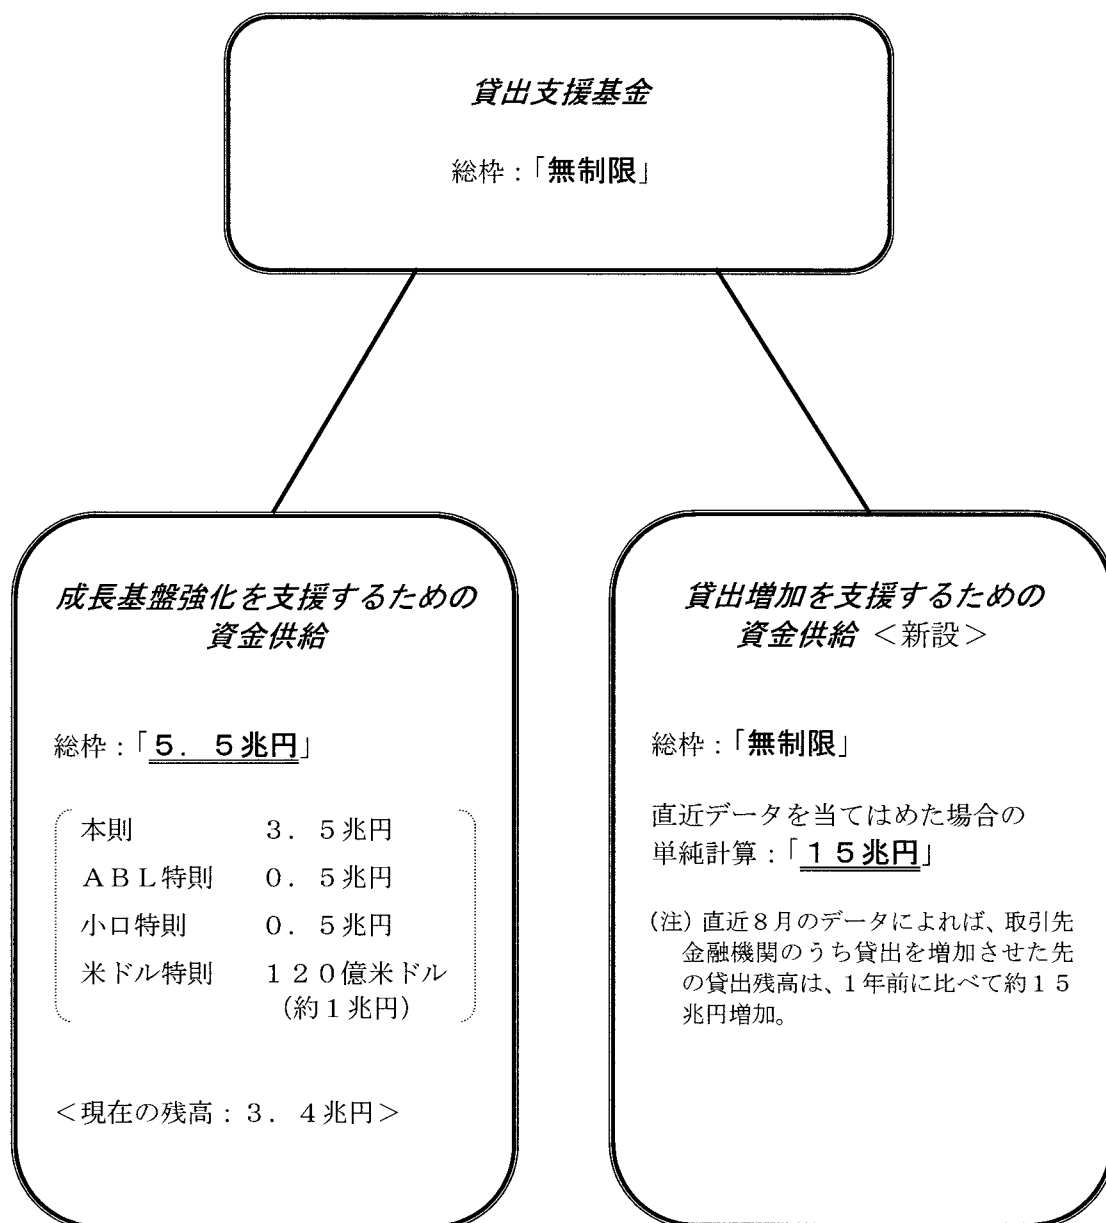 貸出支援基金
総枠：「無制限」
成長基盤強化を支援するための
資金供給
総枠：「５．５兆円」
本則　３．５兆円
ＡＢＬ特則　０．５兆円
小口特則　０．５兆円
米ドル特則　１２０億米ドル
（約１兆円）
＜現在の残高：３．４兆円＞
貸出増加を支援するための
資金供給 ＜新設＞
総枠：「無制限」
直近データを当てはめた場合の
単純計算：「１５兆円」
（注）直近８月のデータによれば、取引先
金融機関のうち貸出を増加させた先
の貸出残高は、１年前に比べて約１５
兆円増加。